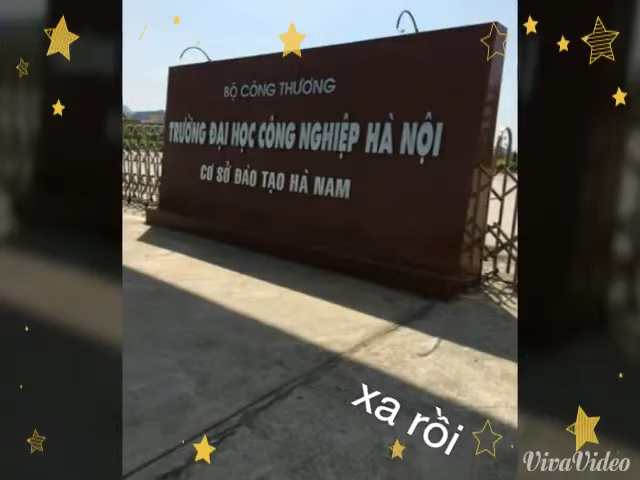 BỘ CÔNG THƯƠNG
TRƯỜNG ĐẠI HỌC CÔNG NGHIỆP HÀ NỘI
CƠ SỞ ĐÀO TẠO HÀ NAM
xa rồi
VivaVideo